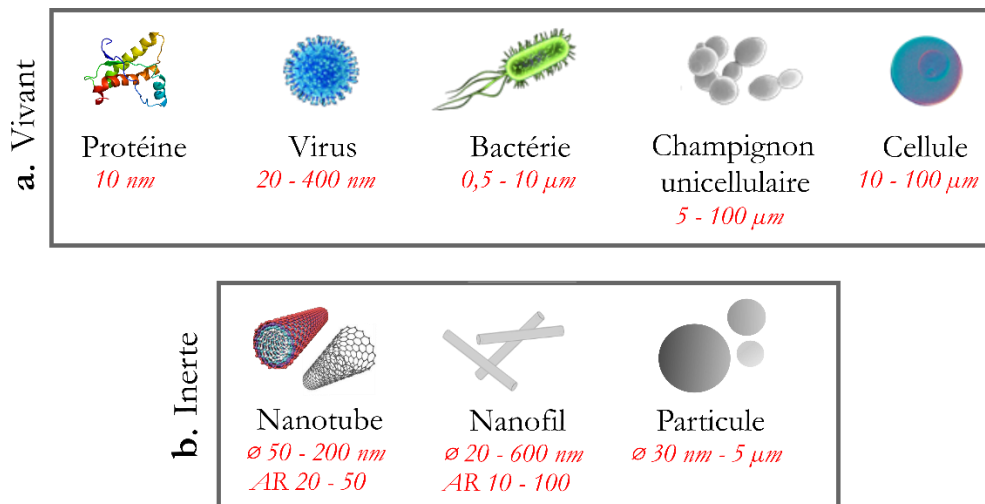 a. Vivant
Protéine
10 nm
Virus
20 - 400 nm
Bactérie
0,5 - 10 µm
Champignon
unicellulaire
5 - 100 µm
Cellule
10 - 100 µm
b. Inerte
Nanotube
ø 50 - 200 nm
AR 20 - 50
Nanofil
ø 20 - 600 nm
AR 10 - 100
Particule
ø 30 nm - 5 µm